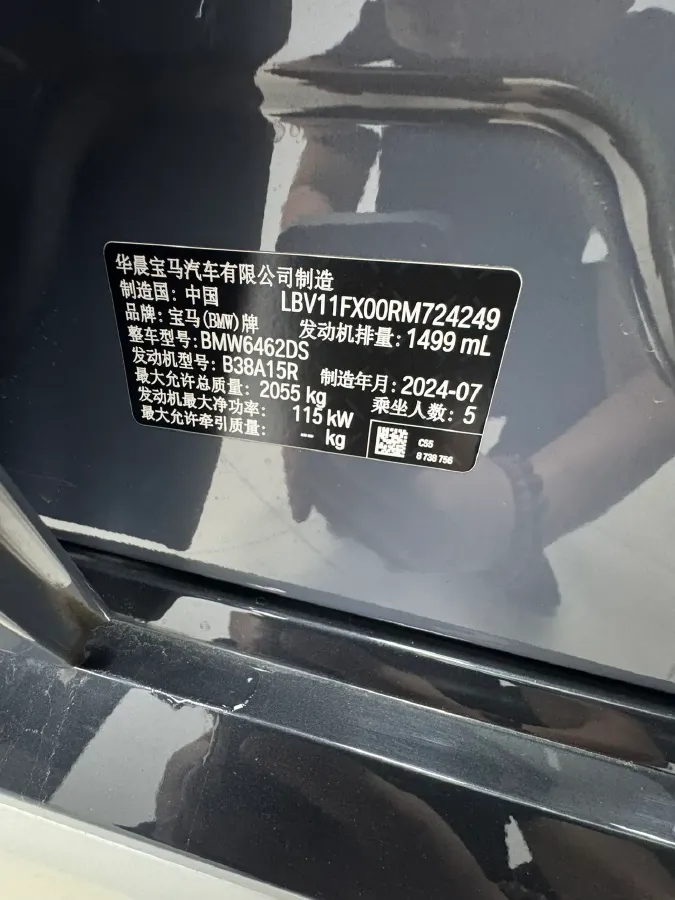 华晨宝马汽车有限公司制造
制造国: 中国 LBV11FX00RM724249
品牌: 宝马(BMW)牌 发动机排量: 1499 mL
整车型号: BMW6462DS
发动机型号: B38A15R 制造年月: 2024-07
最大允许总质量: 2055 kg 乘坐人数: 5
发动机最大净功率: 115 kW
最大允许牵引质量: -- kg
CS5
8 738 756